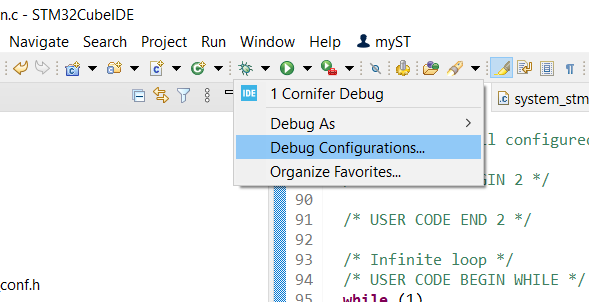 n.c - STM32CubeIDE
Navigate Search Project Run Window Help myST
IDE 1 Cornifer Debug
system_stm
Debug As
ll configured
Debug Configurations...
GIN 2 */
Organize Favorites...
90
91 /* USER CODE END 2 */
92
93 /* Infinite loop */
94 /* USER CODE BEGIN WHILE */
conf.h
95 while (1)